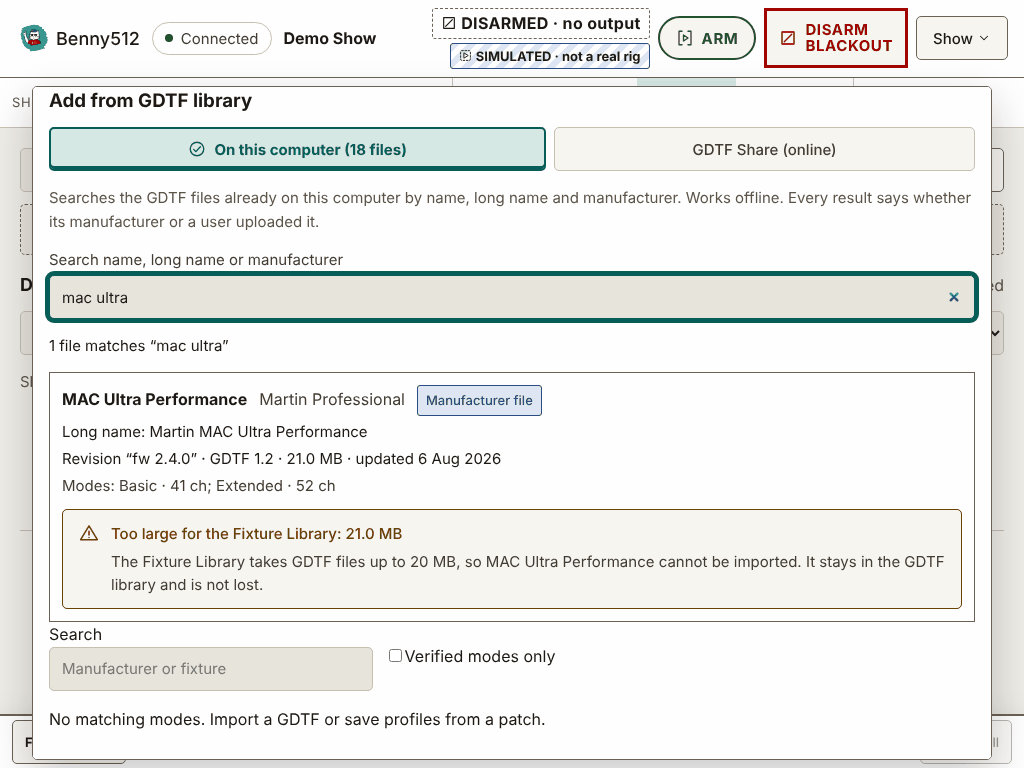 Benny512
Connected
Demo Show
DISARMED · no output
SIMULATED · not a real rig
ARM
DISARM
BLACKOUT
Show
SH
Add from GDTF library
On this computer (18 files)
GDTF Share (online)
Searches the GDTF files already on this computer by name, long name and manufacturer. Works offline. Every result says whether
its manufacturer or a user uploaded it.
Search name, long name or manufacturer
mac ultra
1 file matches “mac ultra”
MAC Ultra Performance Martin Professional Manufacturer file
Long name: Martin MAC Ultra Performance
Revision “fw 2.4.0” · GDTF 1.2 · 21.0 MB · updated 6 Aug 2026
Modes: Basic · 41 ch; Extended · 52 ch
Too large for the Fixture Library: 21.0 MB
The Fixture Library takes GDTF files up to 20 MB, so MAC Ultra Performance cannot be imported. It stays in the GDTF
library and is not lost.
Search
Manufacturer or fixture
Verified modes only
No matching modes. Import a GDTF or save profiles from a patch.